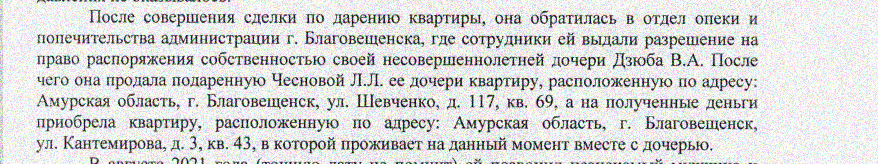 После совершения сделки по дарению квартиры, она обратилась в отдел опеки и
попечительства администрации г. Благовещенска, где сотрудники ей выдали разрешение на
право распоряжения собственностью своей несовершеннолетней дочери Дзюба В.А. После
чего она продала подаренную Чесновой Л.Л. ее дочери квартиру, расположенную по адресу:
Амурская область, г. Благовещенск, ул. Шевченко, д. 117, кв. 69, а на полученные деньги
приобрела квартиру, расположенную по адресу: Амурская область, г. Благовещенск,
ул. Кантемирова, д. 3, кв. 43, в которой проживает на данный момент вместе с дочерью.